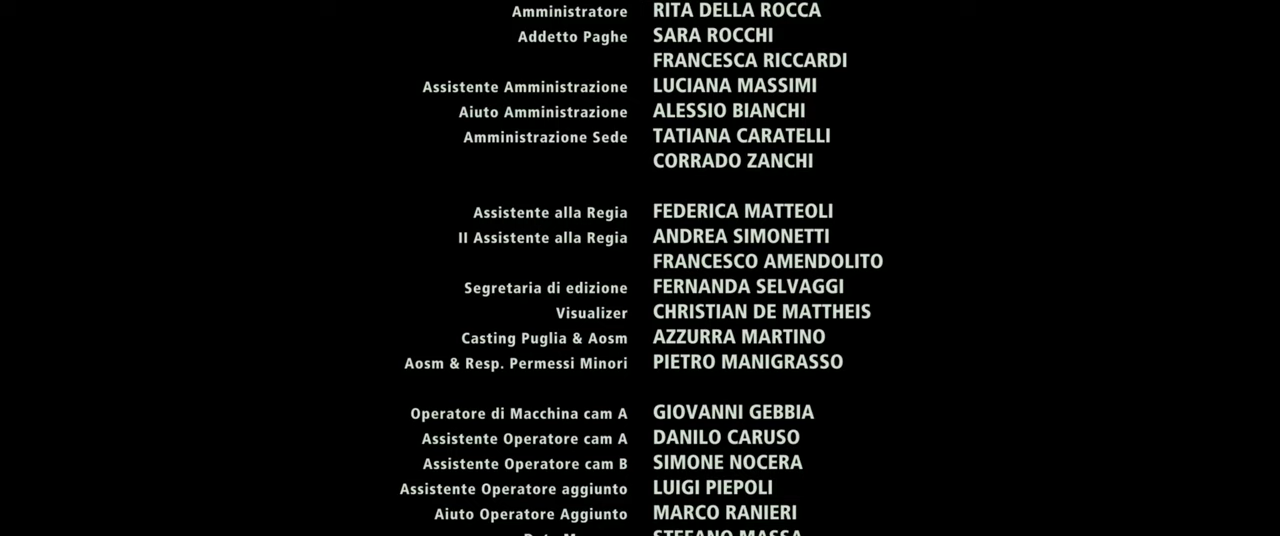 Amministratore RITA DELLA ROCCA
Addetto Paghe SARA ROCCHI
FRANCESCA RICCARDI
Assistente Amministrazione LUCIANA MASSIMI
Aiuto Amministrazione ALESSIO BIANCHI
Amministrazione Sede TATIANA CARATELLI
CORRADO ZANCHI
Assistente alla Regia FEDERICA MATTEOLI
II Assistente alla Regia ANDREA SIMONETTI
FRANCESCO AMENDOLITO
Segretaria di edizione FERNANDA SELVAGGI
Visualizer CHRISTIAN DE MATTHEIS
Casting Puglia & Aosm AZZURRA MARTINO
Aosm & Resp. Permessi Minori PIETRO MANIGRASSO
Operatore di Macchina cam A GIOVANNI GEBBIA
Assistente Operatore cam A DANILO CARUSO
Assistente Operatore cam B SIMONE NOCERA
Assistente Operatore aggiunto LUIGI PIEPOLI
Aiuto Operatore Aggiunto MARCO RANIERI
STEFANO MASSA